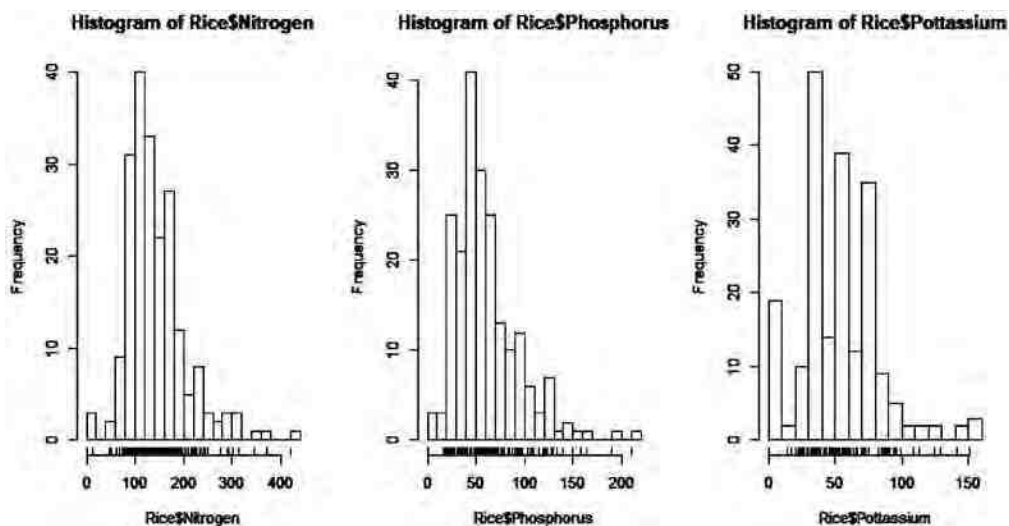 Histogram of Rice$Nitrogen
Frequency
0 10 20 30 40
0 100 200 300 400
Rice$Nitrogen
Histogram of Rice$Phosphorus
Frequency
0 10 20 30 40
0 50 100 150 200
Rice$Phosphorus
Histogram of Rice$Pottassium
Frequency
0 10 20 30 40 50
0 50 100 150
Rice$Pottassium